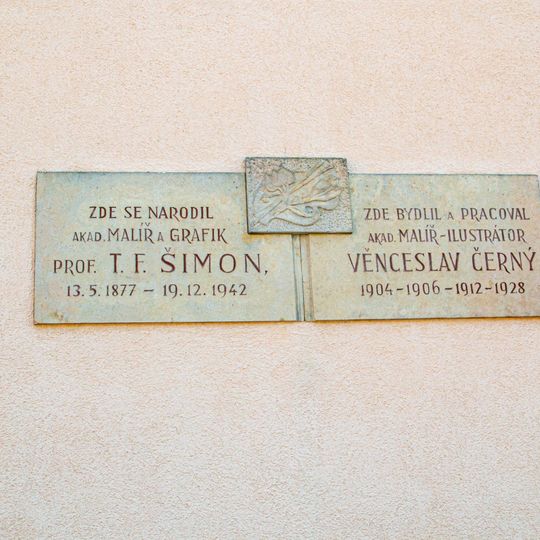 ZDE SE NARODIL
AKAD. MALÍŘ A GRAFIK
PROF. T. F. ŠIMON,
13. 5. 1877 – 19. 12. 1942
ZDE BYDLIL A PRACOVAL
AKAD. MALÍŘ-ILUSTRÁTOR
VĚNCESLAV ČERNÝ
1904-1906-1912-1928